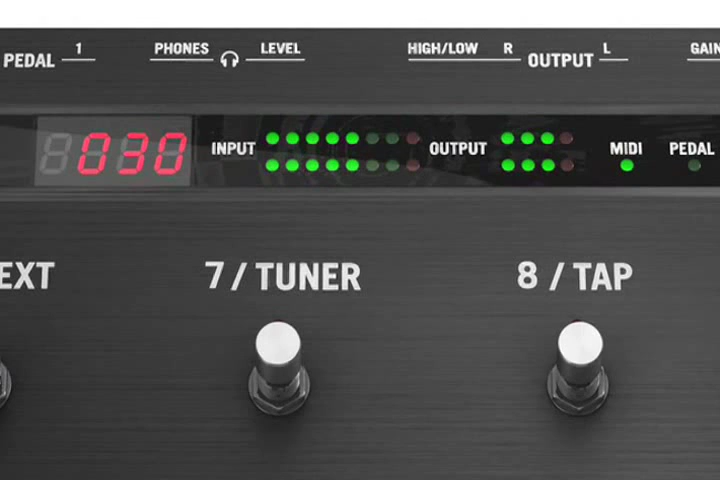 PEDAL 1 PHONES LEVEL HIGH/LOW R OUTPUT L GAIN
030 INPUT OUTPUT MIDI PEDAL
EXT 7 / TUNER 8 / TAP